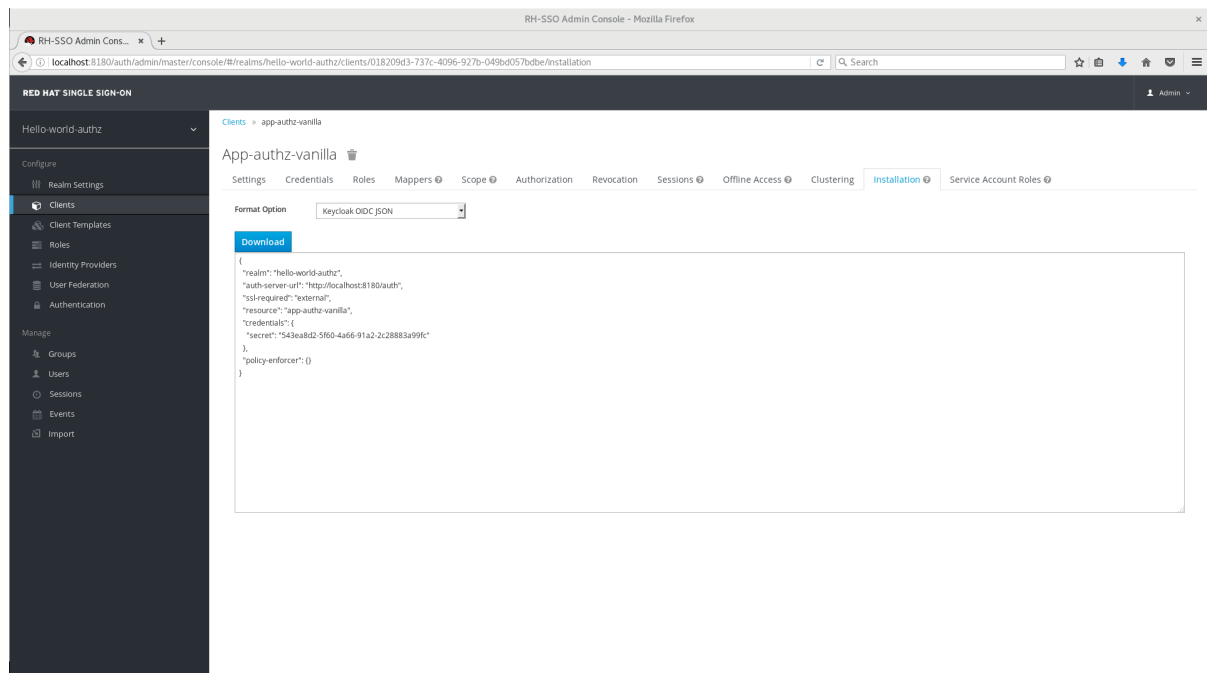 RH-SSO Admin Console - Mozilla Firefox
RH-SSO Admin Cons...
localhost:8180/auth/admin/master/console/#/realms/hello-world-authz/clients/018209d3-737c-4096-927b-049bd057bdbe/installation
Search
RED HAT SINGLE SIGN-ON
Admin
Hello-world-authz
Configure
Realm Settings
Clients
Client Templates
Roles
Identity Providers
User Federation
Authentication
Manage
Groups
Users
Sessions
Events
Import
Clients » app-authz-vanilla
App-authz-vanilla
Settings Credentials Roles Mappers Scope Authorization Revocation Sessions Offline Access Clustering Installation Service Account Roles
Format Option Keycloak OIDC JSON
Download
{
"realm": "hello-world-authz",
"auth-server-url": "http://localhost:8180/auth",
"ssl-required": "external",
"resource": "app-authz-vanilla",
"credentials": {
"secret": "543ea8d2-5f60-4a66-91a2-2c28883a99fc"
},
"policy-enforcer": {}
}